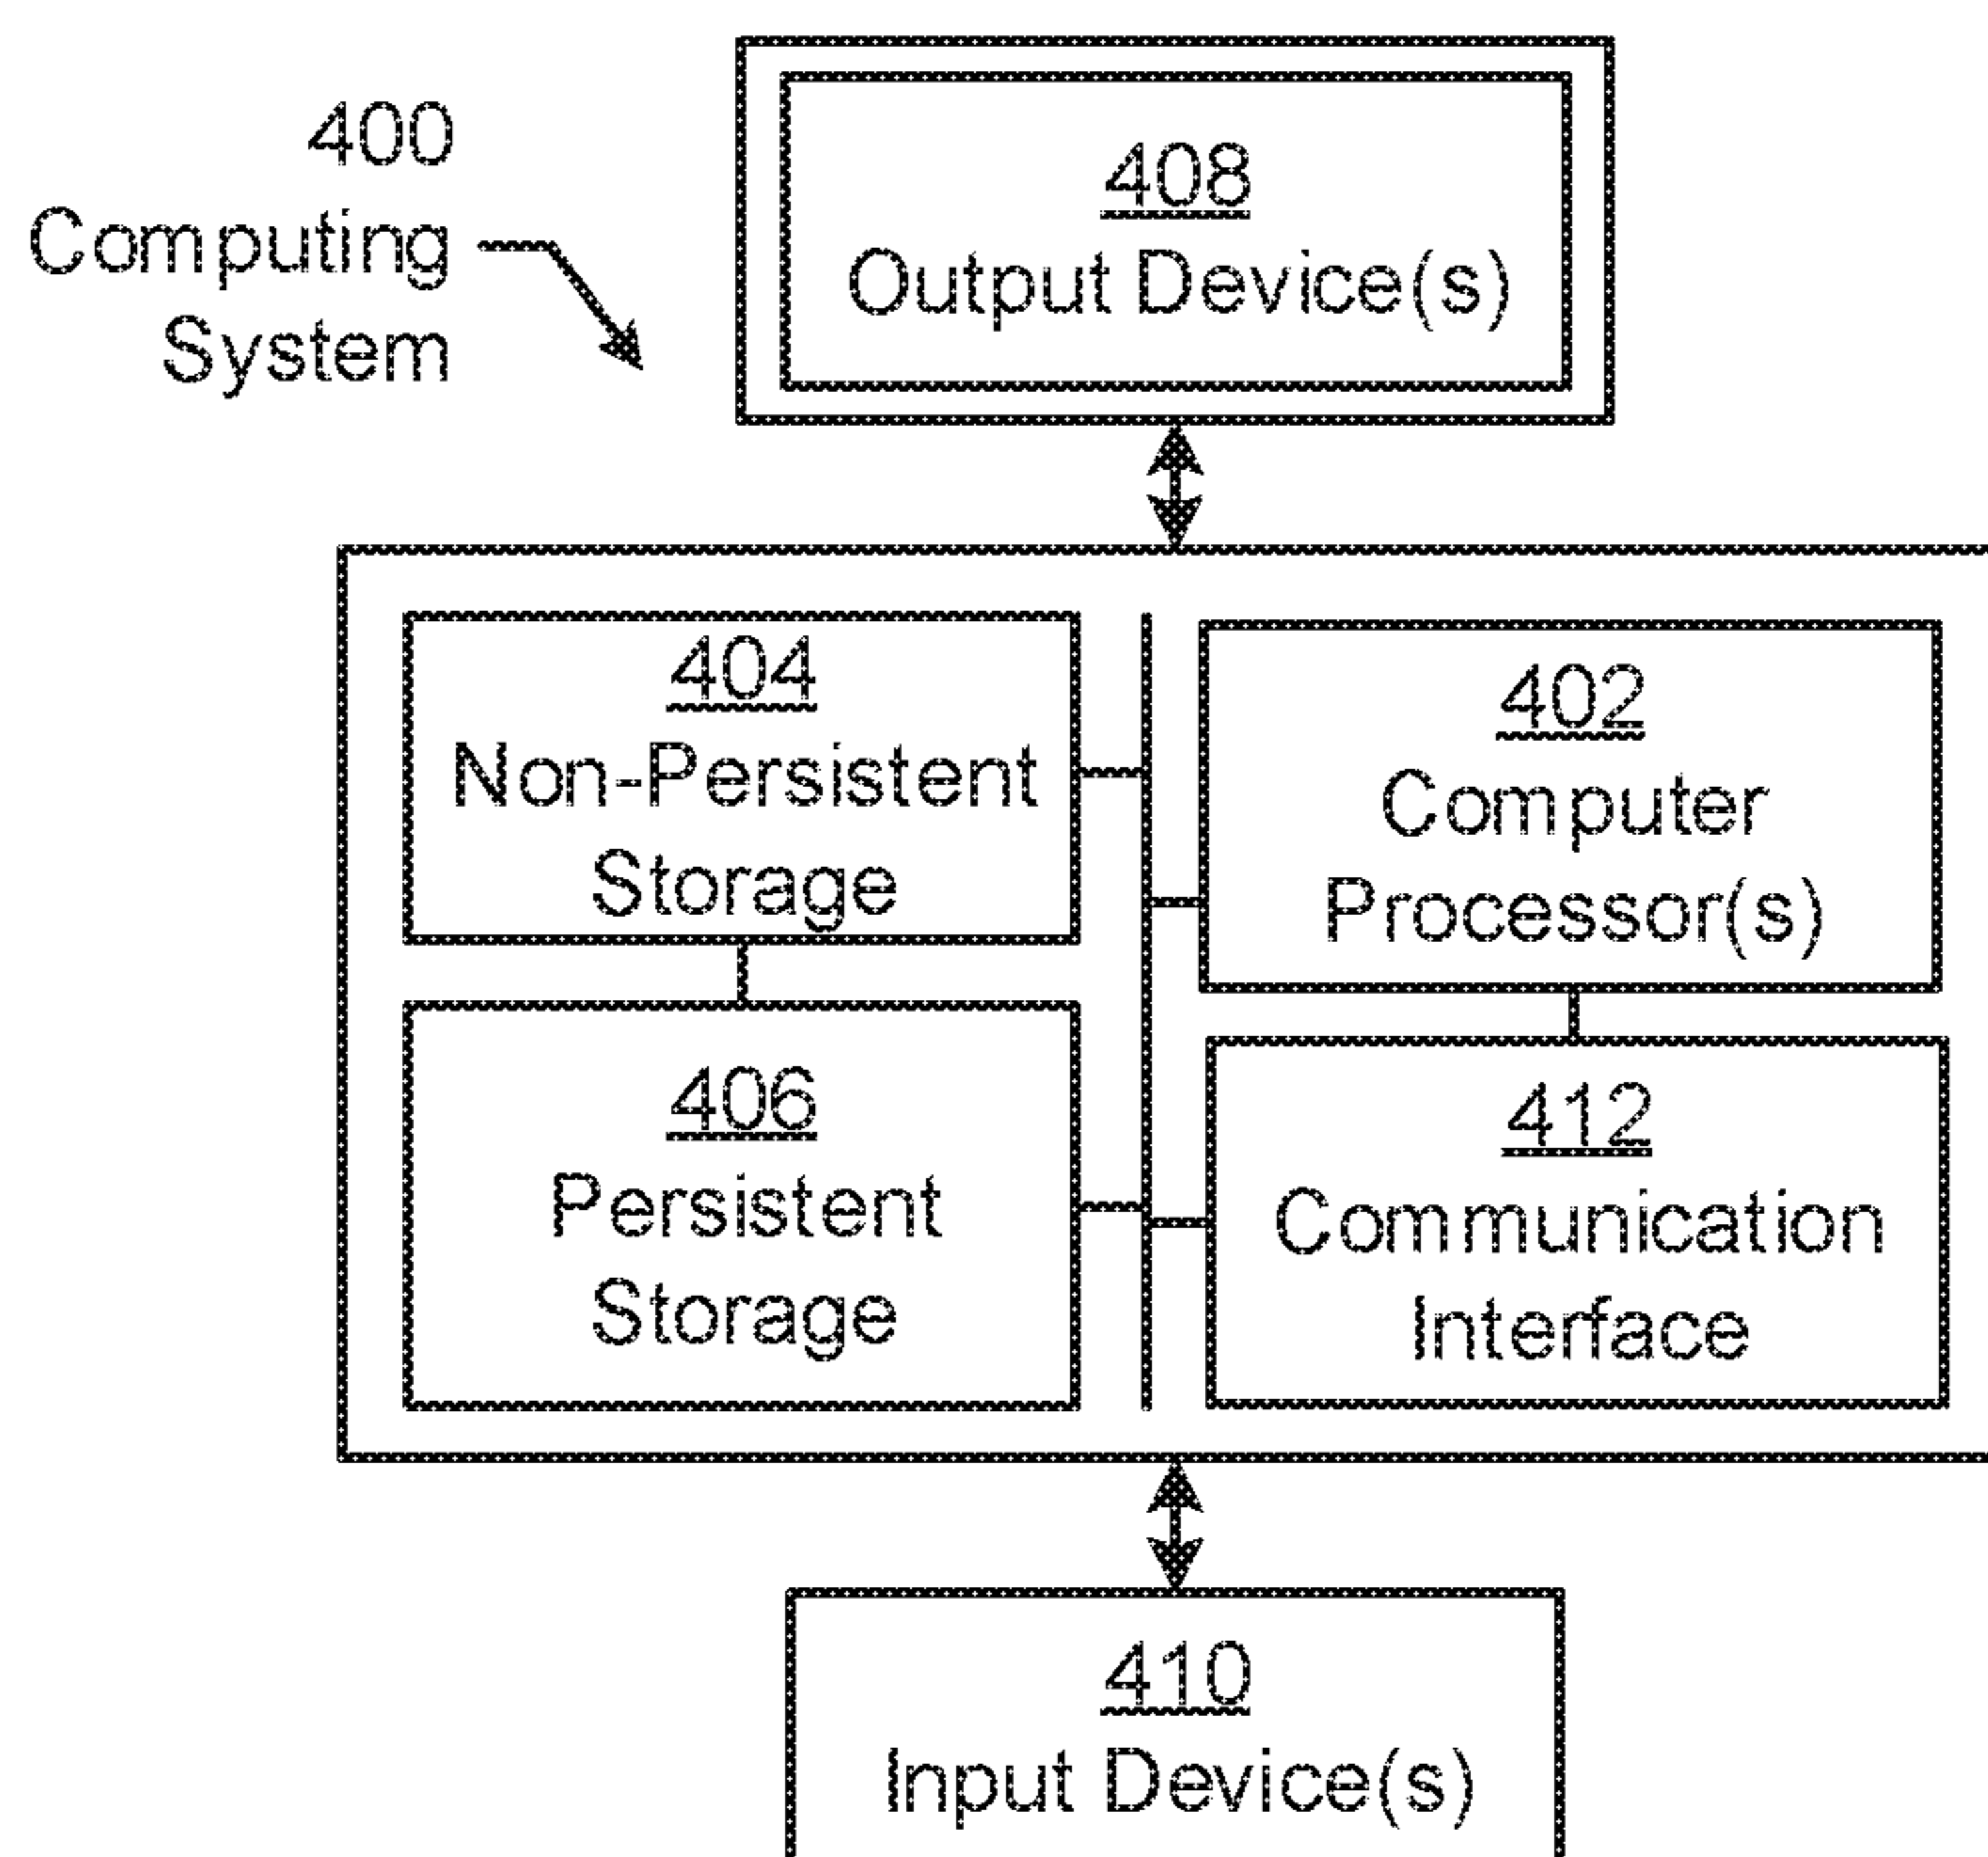 400
Computing
System
408
Output Device(s)
404
Non-Persistent
Storage
402
Computer
Processor(s)
406
Persistent
Storage
412
Communication
Interface
410
Input Device(s)